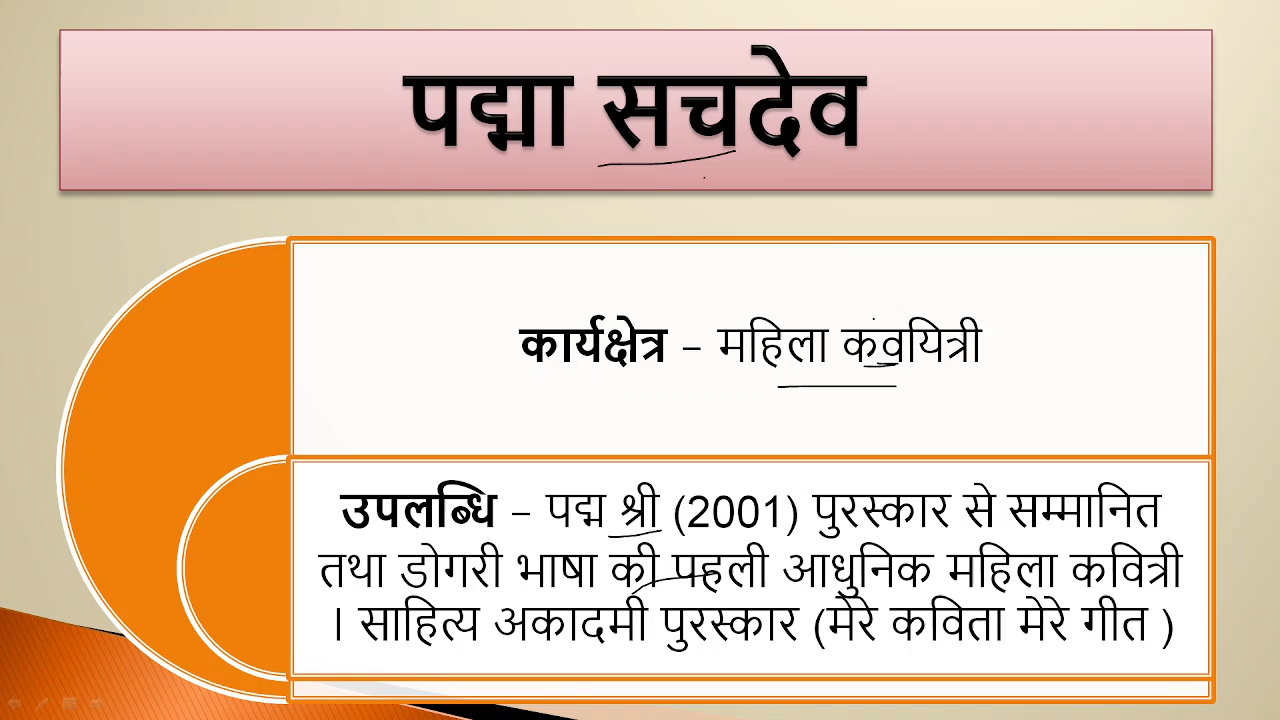 पद्मा सचदेव
कार्यक्षेत्र – महिला कवयित्री
उपलब्धि – पद्म श्री (2001) पुरस्कार से सम्मानित
तथा डोगरी भाषा की पहली आधुनिक महिला कवित्री
। साहित्य अकादमी पुरस्कार (मेरे कविता मेरे गीत )